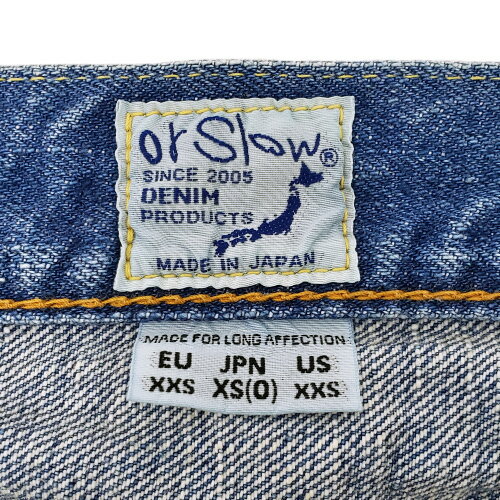 orSlow®
SINCE 2005
DENIM
PRODUCTS
MADE IN JAPAN
MADE FOR LONG AFFECTION
EU JPN US
XXS XS(0) XXS